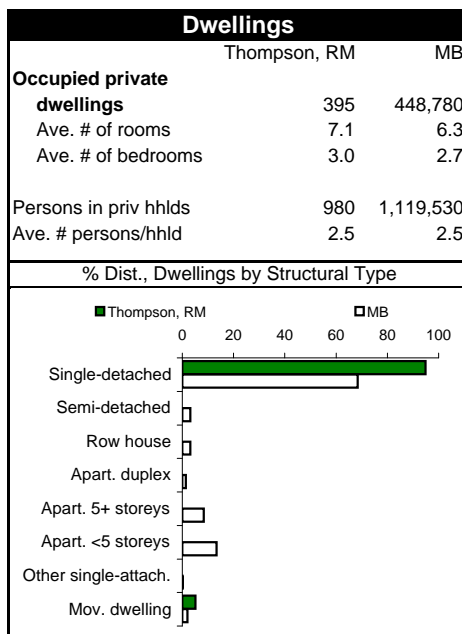 Dwellings
Thompson, RM MB
Occupied private
dwellings 395 448,780
Ave. # of rooms 7.1 6.3
Ave. # of bedrooms 3.0 2.7
Persons in priv hhlds 980 1,119,530
Ave. # persons/hhld 2.5 2.5
% Dist., Dwellings by Structural Type
Thompson, RM MB
0 20 40 60 80 100
Single-detached
Semi-detached
Row house
Apart. duplex
Apart. 5+ storeys
Apart. <5 storeys
Other single-attach.
Mov. dwelling